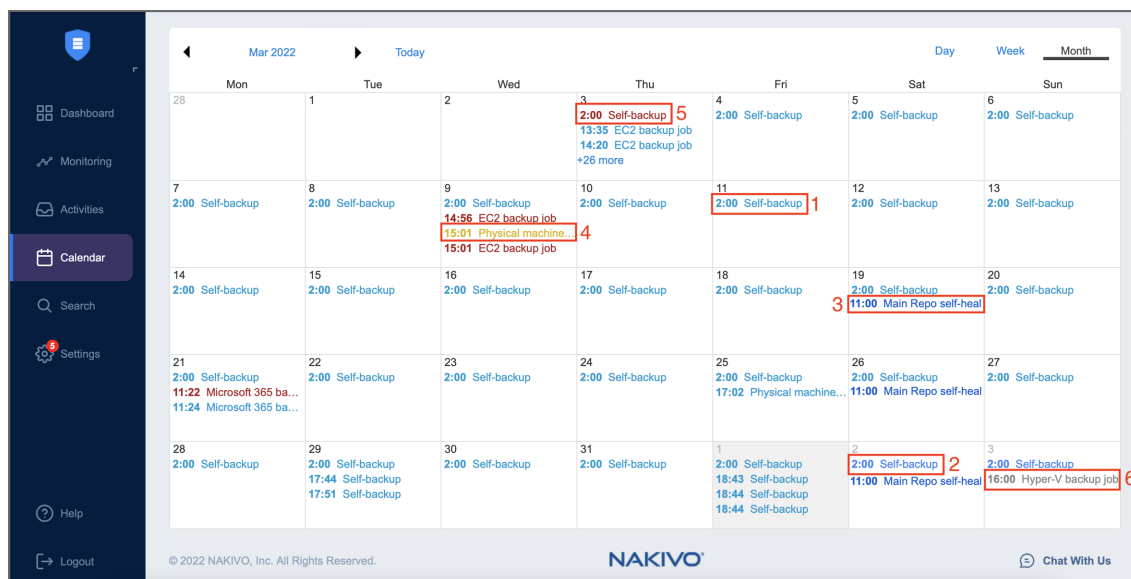 Mar 2022 Today Day Week Month
Mon Tue Wed Thu Fri Sat Sun
Dashboard
Monitoring
Activities
Calendar
Search
5
Settings
Help
Logout
28 1 2 3 4 5 6
2:00 Self-backup 5 2:00 Self-backup 2:00 Self-backup 2:00 Self-backup
13:35 EC2 backup job
14:20 EC2 backup job
+26 more
7 8 9 10 11 12 13
2:00 Self-backup 2:00 Self-backup 2:00 Self-backup 2:00 Self-backup 2:00 Self-backup 1 2:00 Self-backup 2:00 Self-backup
14:56 EC2 backup job
15:01 Physical machine... 4
15:01 EC2 backup job
14 15 16 17 18 19 20
2:00 Self-backup 2:00 Self-backup 2:00 Self-backup 2:00 Self-backup 2:00 Self-backup 2:00 Self-backup 2:00 Self-backup
3 11:00 Main Repo self-heal
21 22 23 24 25 26 27
2:00 Self-backup 2:00 Self-backup 2:00 Self-backup 2:00 Self-backup 2:00 Self-backup 2:00 Self-backup 2:00 Self-backup
11:22 Microsoft 365 ba... 17:02 Physical machine... 11:00 Main Repo self-heal
11:24 Microsoft 365 ba...
28 29 30 31 1 2 3
2:00 Self-backup 2:00 Self-backup 2:00 Self-backup 2:00 Self-backup 2:00 Self-backup 2:00 Self-backup 2 2:00 Self-backup
17:44 Self-backup 18:43 Self-backup 11:00 Main Repo self-heal 16:00 Hyper-V backup job 6
17:51 Self-backup 18:44 Self-backup
18:44 Self-backup
© 2022 NAKIVO, Inc. All Rights Reserved. NAKIVO® Chat With Us